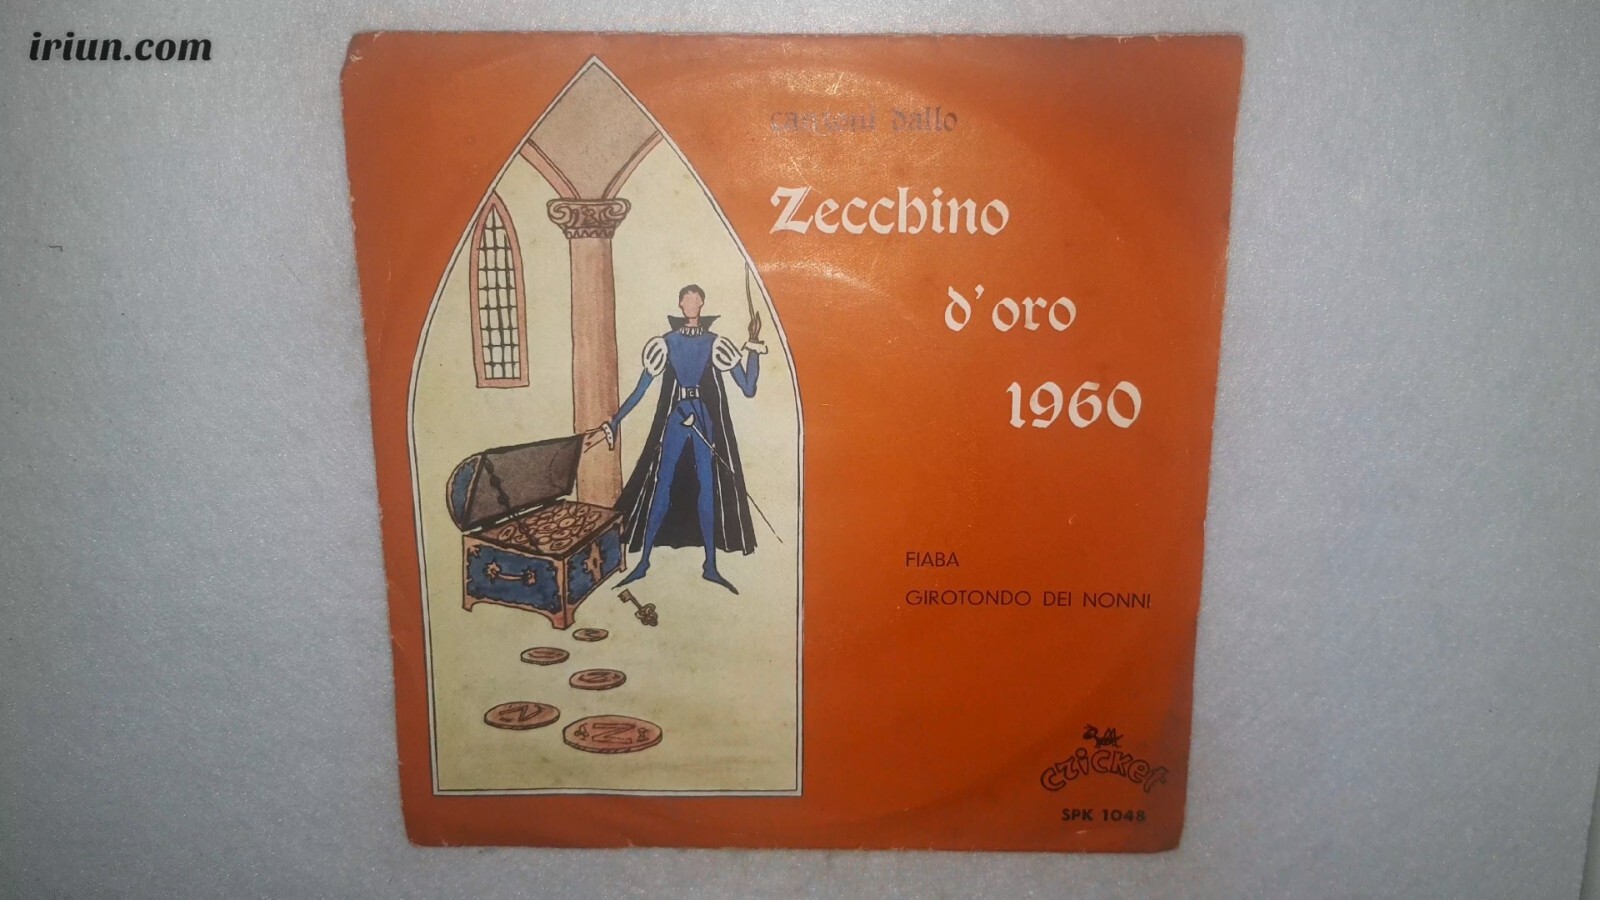 iriun.com
canzoni dallo
Zecchino
d'oro
1960
FIABA
GIROTONDO DEI NONNI
cricket
SPK 1048
N
Z